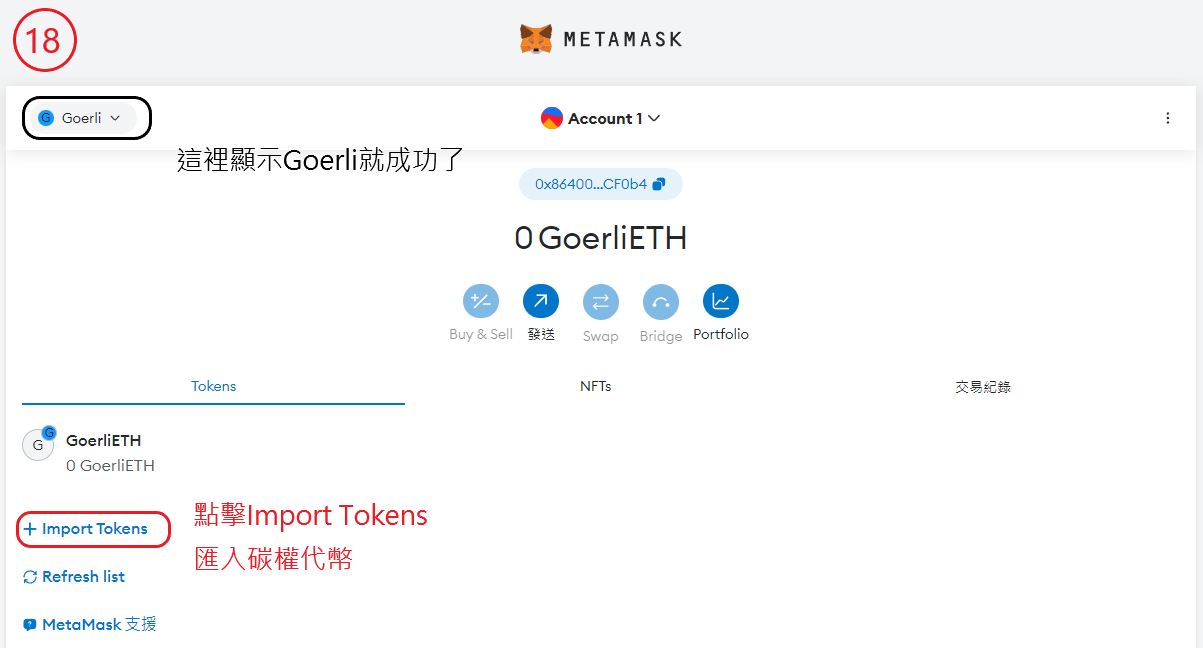 18
METAMASK
G Goerli
Account 1
這裡顯示Goerli就成功了
0x86400...CF0b4
0 GoerliETH
Buy & Sell
發送
Swap
Bridge
Portfolio
Tokens
NFTs
交易紀錄
G
G
GoerliETH
0 GoerliETH
+ Import Tokens
點擊Import Tokens
匯入碳權代幣
Refresh list
MetaMask 支援